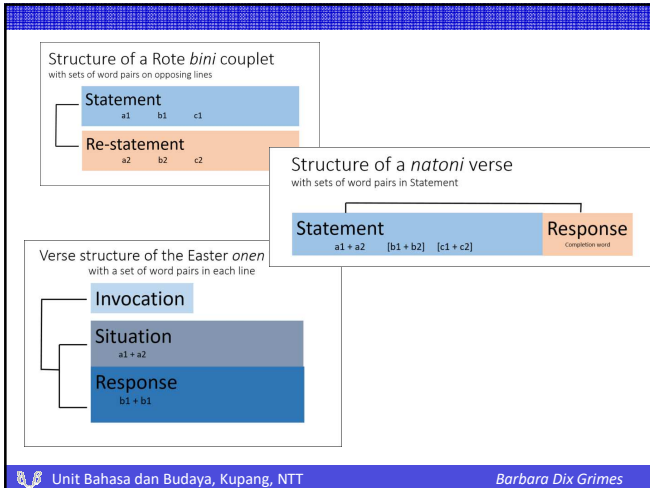 Structure of a Rote bini couplet
with sets of word pairs on opposing lines
Statement
a1 b1 c1
Re-statement
a2 b2 c2
Structure of a natoni verse
with sets of word pairs in Statement
Statement
a1 + a2 [b1 + b2] [c1 + c2]
Response
Completion word
Verse structure of the Easter onen
with a set of word pairs in each line
Invocation
Situation
a1 + a2
Response
b1 + b1
Unit Bahasa dan Budaya, Kupang, NTT
Barbara Dix Grimes